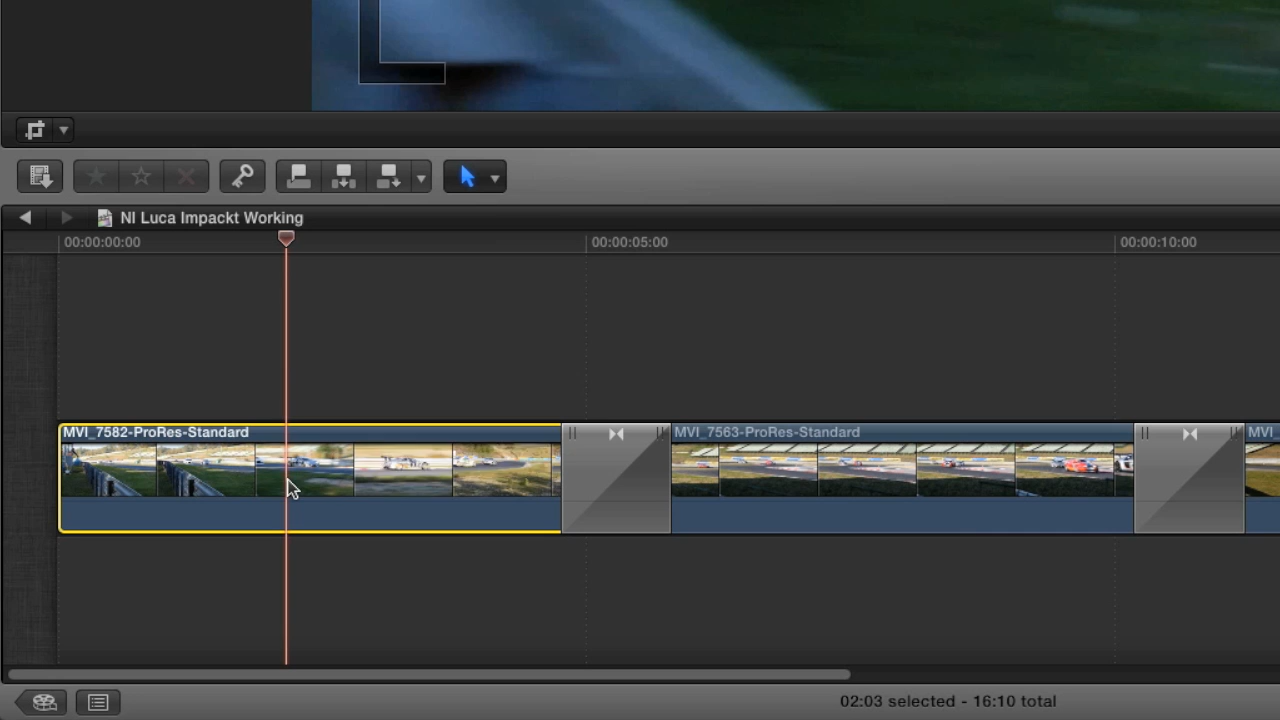 NI Luca Impackt Working
00:00:00:00 00:00:05:00 00:00:10:00
MVI_7582-ProRes-Standard MVI_7563-ProRes-Standard MVI_
02:03 selected - 16:10 total